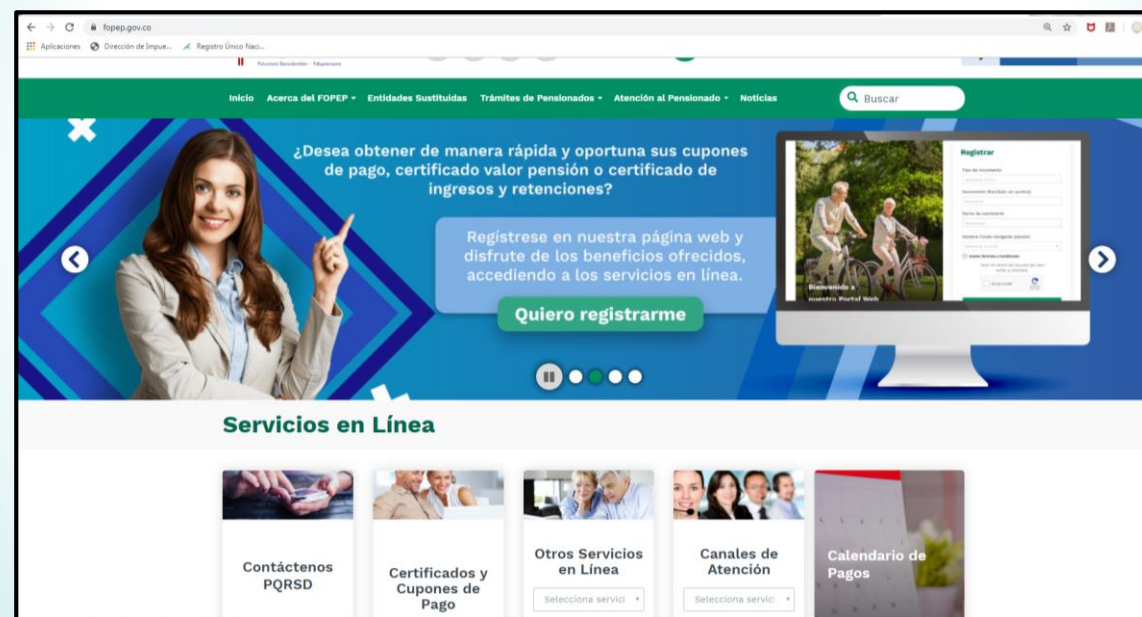 fopep.gov.co
Aplicaciones Dirección de Impue... Registro Único Naci...
Inicio Acerca del FOPEP Entidades Sustituidas Trámites de Pensionados Atención al Pensionado Noticias Buscar
¿Desea obtener de manera rápida y oportuna sus cupones
de pago, certificado valor pensión o certificado de
ingresos y retenciones?
Regístrese en nuestra página web y
disfrute de los beneficios ofrecidos,
accediendo a los servicios en línea.
Quiero registrarme
Registrar
Tipo de documento
Bienvenido a
nuestro Portal Web
Servicios en Línea
Contáctenos
PQRSD
Certificados y
Cupones de
Pago
Otros Servicios
en Línea
Selecciona servici
Canales de
Atención
Selecciona servici
Calendario de
Pagos